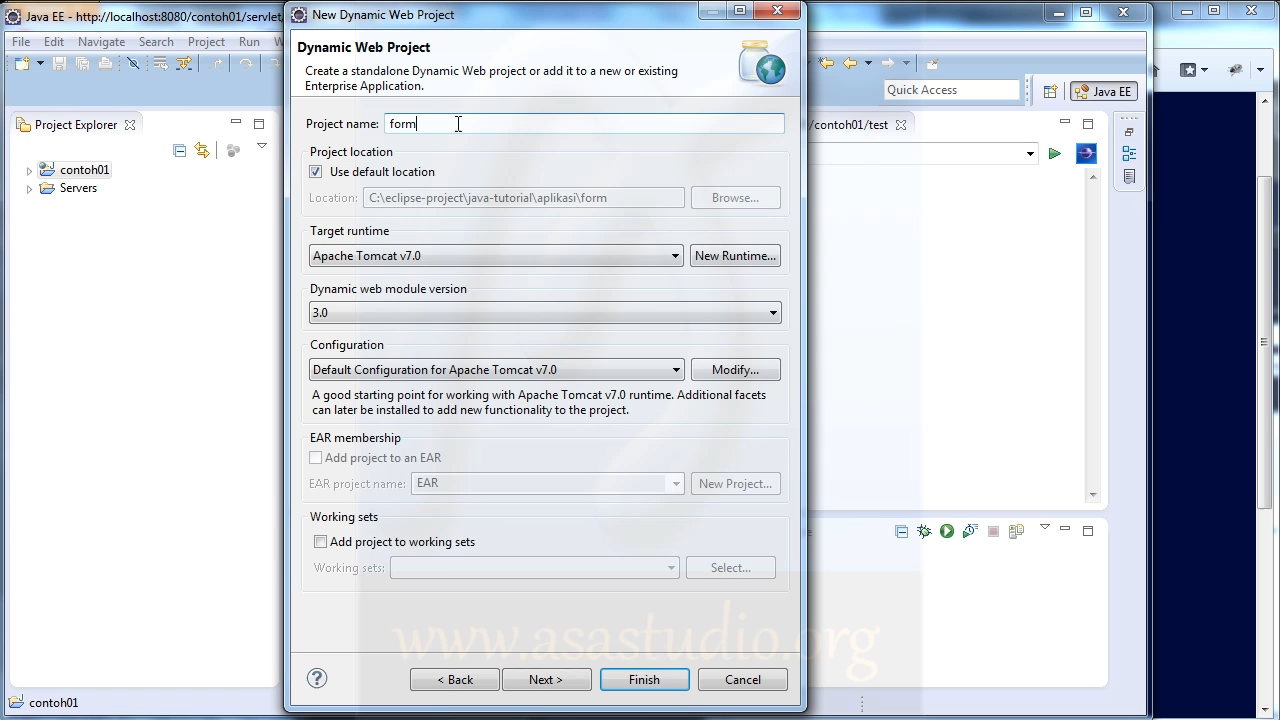 Java EE - http://localhost:8080/contoh01/servlet
New Dynamic Web Project
File Edit Navigate Search Project Run
Dynamic Web Project
Create a standalone Dynamic Web project or add it to a new or existing
Enterprise Application.
Quick Access
Java EE
Project Explorer
Project name: form
/contoh01/test
Project location
Use default location
contoh01
Servers
Location: C:\eclipse-project\java-tutorial\aplikasi\form
Browse...
Target runtime
Apache Tomcat v7.0
New Runtime...
Dynamic web module version
3.0
Configuration
Default Configuration for Apache Tomcat v7.0
Modify...
A good starting point for working with Apache Tomcat v7.0 runtime. Additional facets
can later be installed to add new functionality to the project.
EAR membership
Add project to an EAR
EAR project name: EAR
New Project...
Working sets
Add project to working sets
Working sets:
Select...
www.asastudio.org
< Back Next > Finish Cancel
contoh01